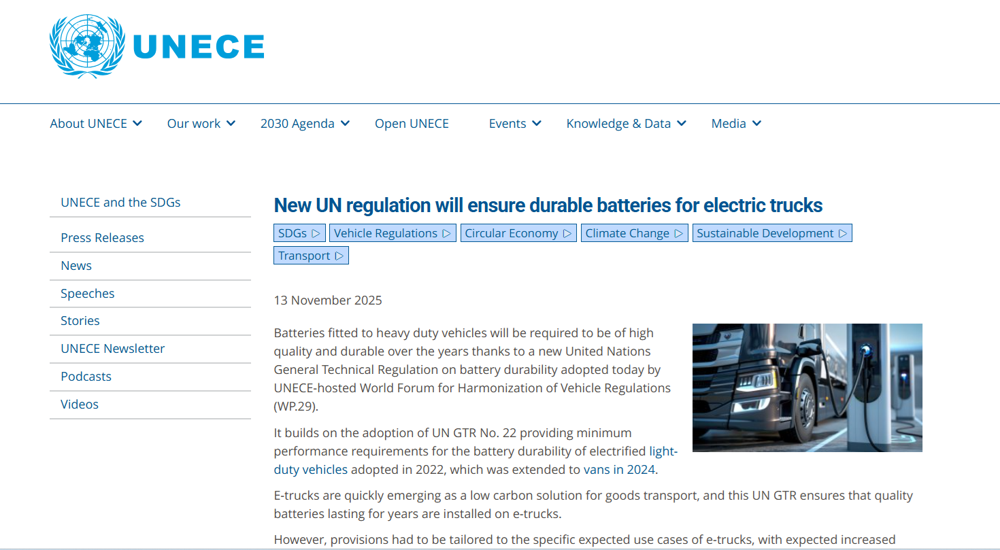 UNECE
About UNECE
Our work
2030 Agenda
Open UNECE
Events
Knowledge & Data
Media
UNECE and the SDGs
Press Releases
News
Speeches
Stories
UNECE Newsletter
Podcasts
Videos
New UN regulation will ensure durable batteries for electric trucks
SDGs
Vehicle Regulations
Circular Economy
Climate Change
Sustainable Development
Transport
13 November 2025
Batteries fitted to heavy duty vehicles will be required to be of high
quality and durable over the years thanks to a new United Nations
General Technical Regulation on battery durability adopted today by
UNECE-hosted World Forum for Harmonization of Vehicle Regulations
(WP.29).
It builds on the adoption of UN GTR No. 22 providing minimum
performance requirements for the battery durability of electrified light-
duty vehicles adopted in 2022, which was extended to vans in 2024.
E-trucks are quickly emerging as a low carbon solution for goods transport, and this UN GTR ensures that quality
batteries lasting for years are installed on e-trucks.
However, provisions had to be tailored to the specific expected use cases of e-trucks, with expected increased